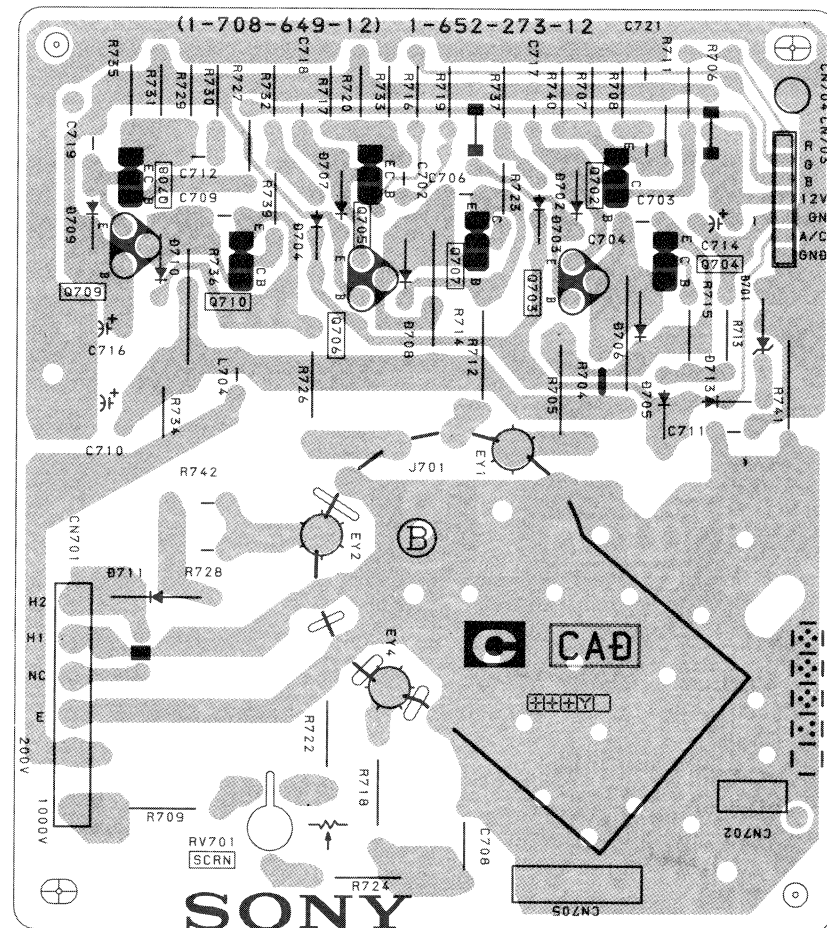 (1-708-649-12) 1-652-273-12
C721
R735
R731
R729
R730
R727
R732
C718
R717
R720
R733
R716
R719
R737
C717
R740
R707
R708
R711
R706
CN703
C719
E
C
B
C712
C709
R739
D707
E
C
B
C702
C706
E
C
B
R723
D702
Q702
E
C
B
C703
R
G
B
12V
GN
A/C
GND
D709
E
B
Q709
D710
R736
E
C
B
Q710
D704
Q705
E
B
Q706
D708
Q707
R714
R712
D703
C704
E
B
Q703
D706
E
C
B
C714
Q704
R715
D701
R713
C716
L704
R726
R705
R704
D705
D713
R741
C710
R734
C711
J701
EY1
R742
CN701
EY2
B
D711
R728
H2
H1
NC
E
200V
1000V
EY4
C
CAD
Y
R722
R718
R709
RV701
SCRN
C708
CN702
R724
CN705
SONY